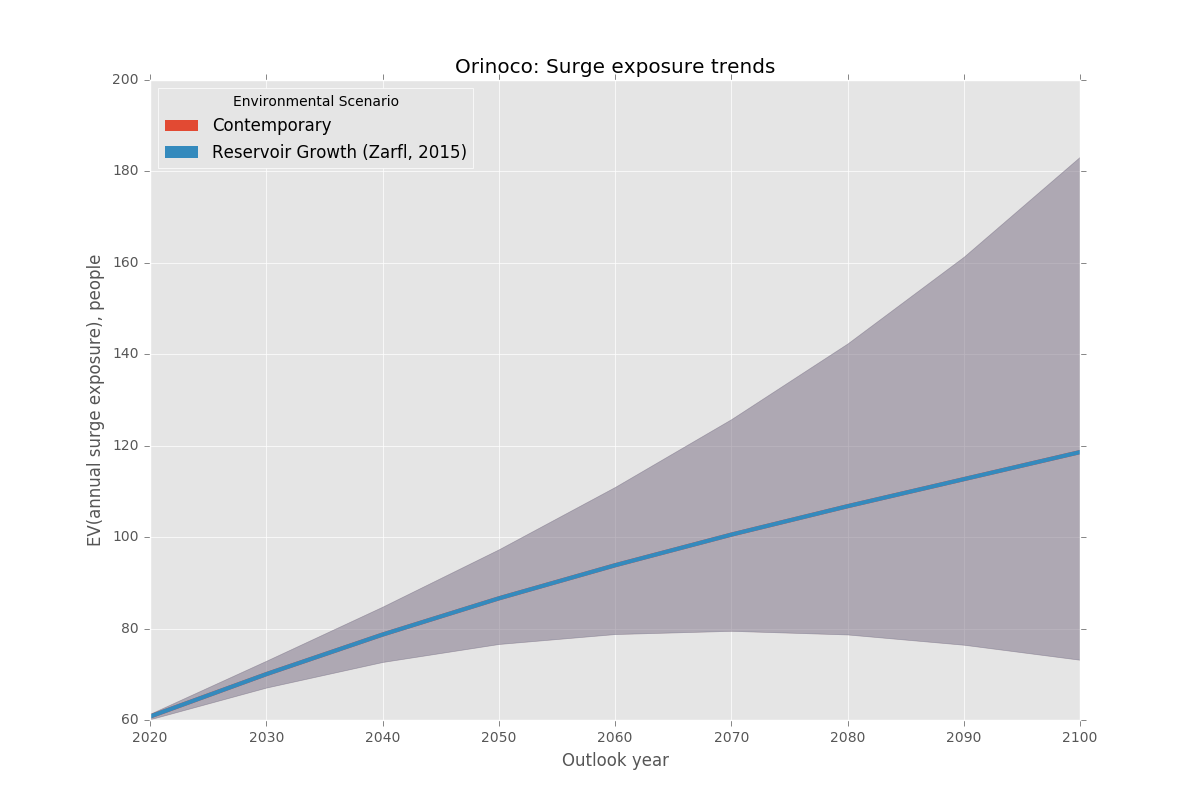 Orinoco: Surge exposure trends
Environmental Scenario
Contemporary
Reservoir Growth (Zarfl, 2015)
EV(annual surge exposure), people
200
180
160
140
120
100
80
60
2020 2030 2040 2050 2060 2070 2080 2090 2100
Outlook year